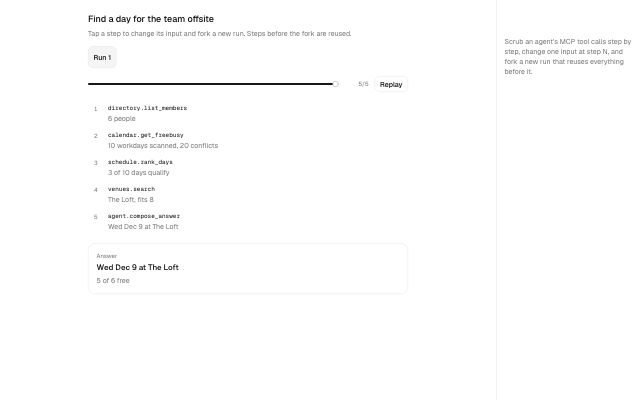 Find a day for the team offsite
Tap a step to change its input and fork a new run. Steps before the fork are reused.
Run 1
5/5
Replay
1
directory.list_members
6 people
2
calendar.get_freebusy
10 workdays scanned, 20 conflicts
3
schedule.rank_days
3 of 10 days qualify
4
venues.search
The Loft, fits 8
5
agent.compose_answer
Wed Dec 9 at The Loft
Answer
Wed Dec 9 at The Loft
5 of 6 free
Scrub an agent's MCP tool calls step by
step, change one input at step N, and
fork a new run that reuses everything
before it.